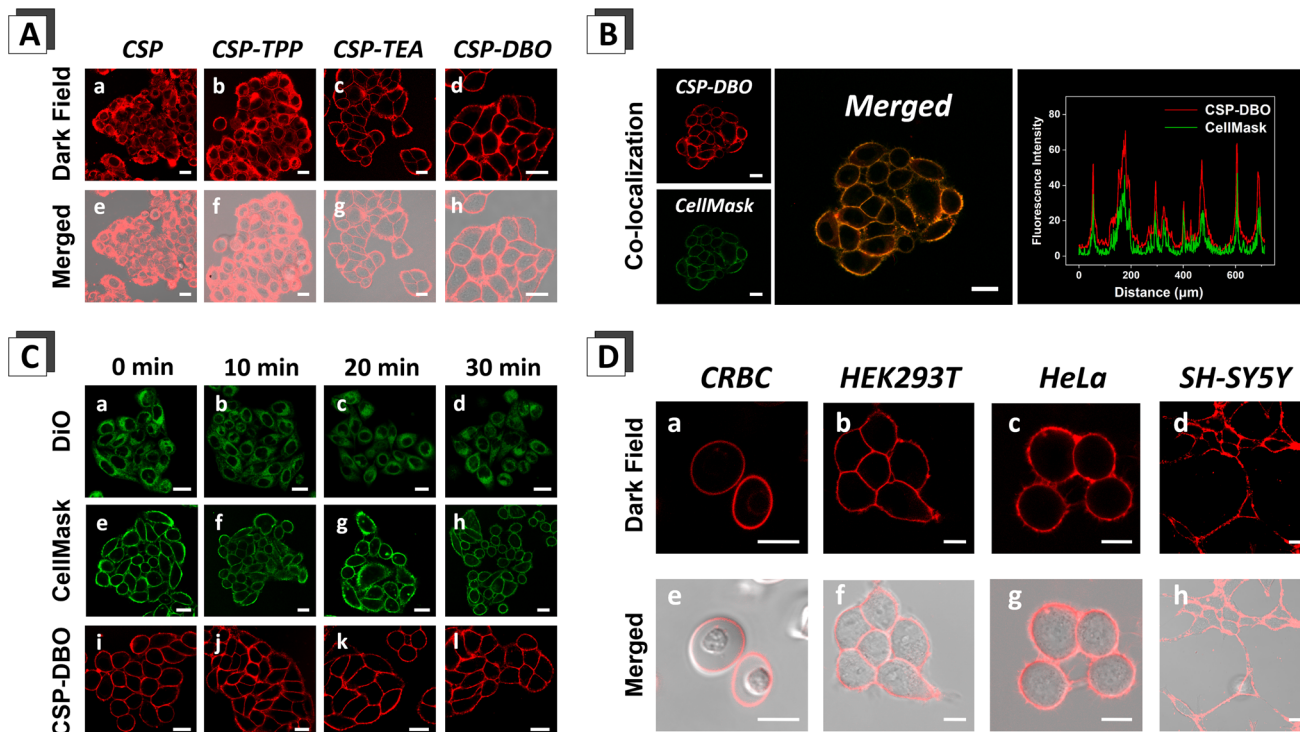 A
CSP CSP-TPP CSP-TEA CSP-DBO
Dark Field
a b c d
Merged
e f g h
B
Co-localization
CSP-DBO
CellMask
Merged
Fluorescence Intensity
80
60
40
20
0
CSP-DBO
CellMask
0 200 400 600
Distance (μm)
C
0 min 10 min 20 min 30 min
DiO
a b c d
CellMask
e f g h
CSP-DBO
i j k l
D
CRBC HEK293T HeLa SH-SY5Y
Dark Field
a b c d
Merged
e f g h